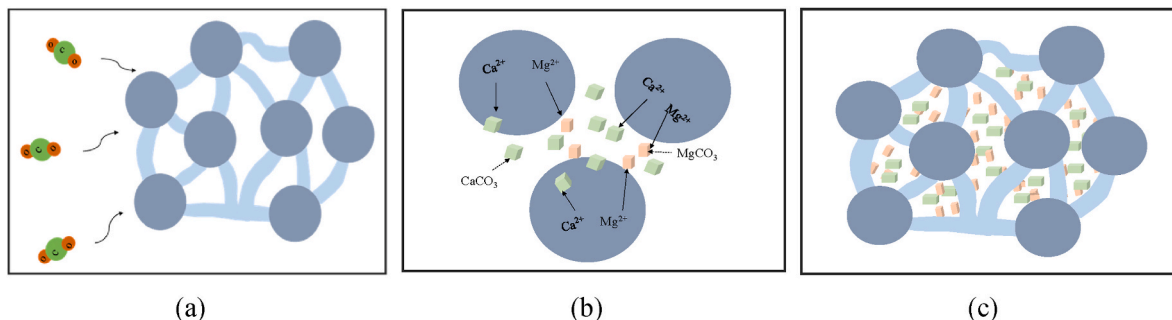 O C O
O C O
O C O
Ca²⁺ Mg²⁺
Ca²⁺
Mg²⁺
CaCO₃
MgCO₃
Ca²⁺ Mg²⁺
(a) (b) (c)